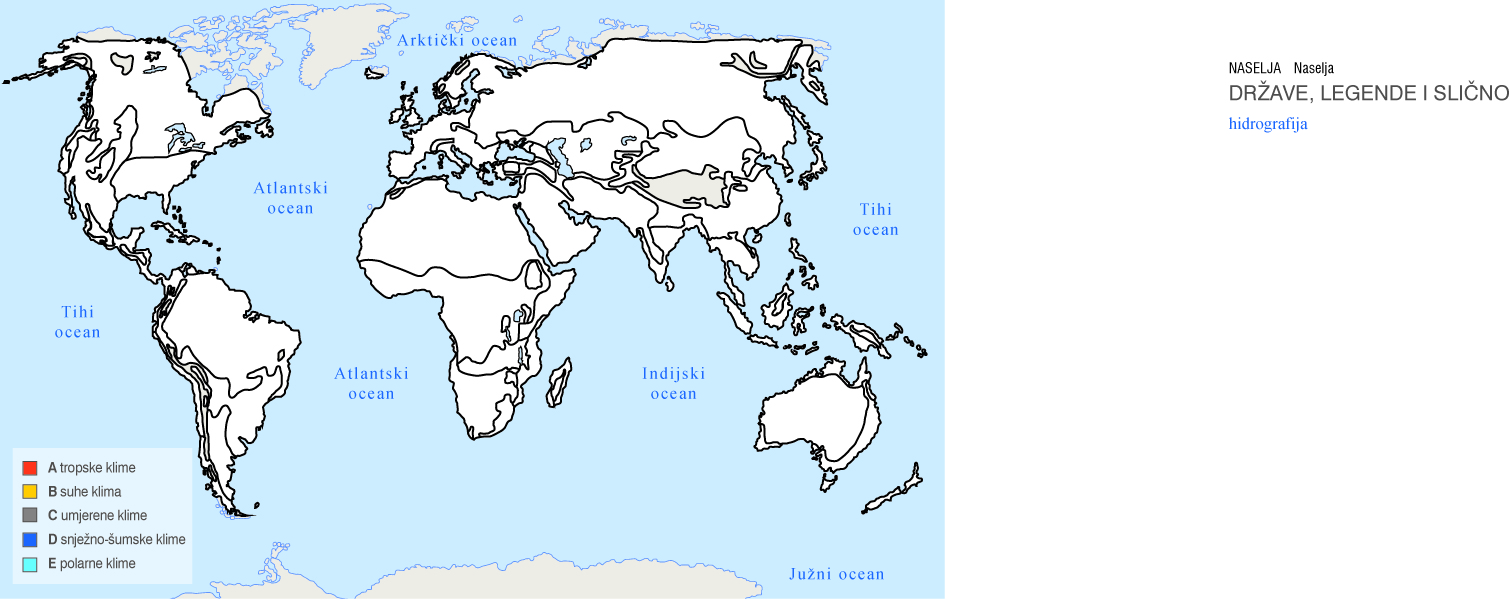 Arktički ocean
Atlantski
ocean
Tihi
ocean
Tihi
ocean
Atlantski
ocean
Indijski
ocean
Južni ocean
A tropske klime
B suhe klima
C umjerene klime
D snježno-šumske klime
E polarne klime
NASELJA Naselja
DRŽAVE, LEGENDE I SLIČNO
hidrografija